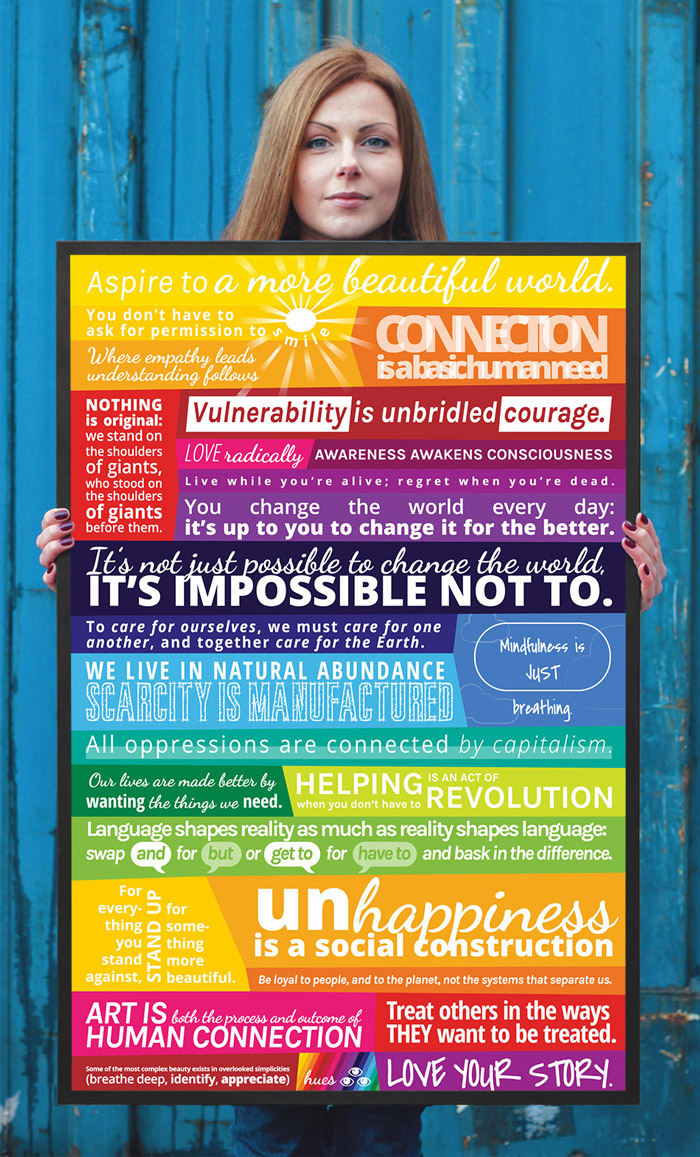 Aspire to a more beautiful world.
You don't have to
ask for permission to smile
Where empathy leads
understanding follows
CONNECTION
is a basic human need
NOTHING
is original:
we stand on
the shoulders
of giants,
who stood on
the shoulders
of giants
before them.
Vulnerability is unbridled courage.
LOVE radically
AWARENESS AWAKENS CONSCIOUSNESS
Live while you're alive; regret when you're dead.
You change the world every day:
it's up to you to change it for the better.
It's not just possible to change the world,
IT'S IMPOSSIBLE NOT TO.
To care for ourselves, we must care for one
another, and together care for the Earth.
Mindfulness is
JUST
breathing.
WE LIVE IN NATURAL ABUNDANCE
SCARCITY IS MANUFACTURED
All oppressions are connected by capitalism.
Our lives are made better by
wanting the things we need.
HELPING IS AN ACT OF
when you don't have to REVOLUTION
Language shapes reality as much as reality shapes language:
swap and for but or get to for have to and bask in the difference.
For
every-
thing
you
stand
against,
STAND UP
for
some-
thing
more
beautiful.
unhappiness
is a social construction
Be loyal to people, and to the planet, not the systems that separate us.
ART IS both the process and outcome of
HUMAN CONNECTION
Treat others in the ways
THEY want to be treated.
Some of the most complex beauty exists in overlooked simplicities
(breathe deep, identify, appreciate)
hues
LOVE YOUR STORY.